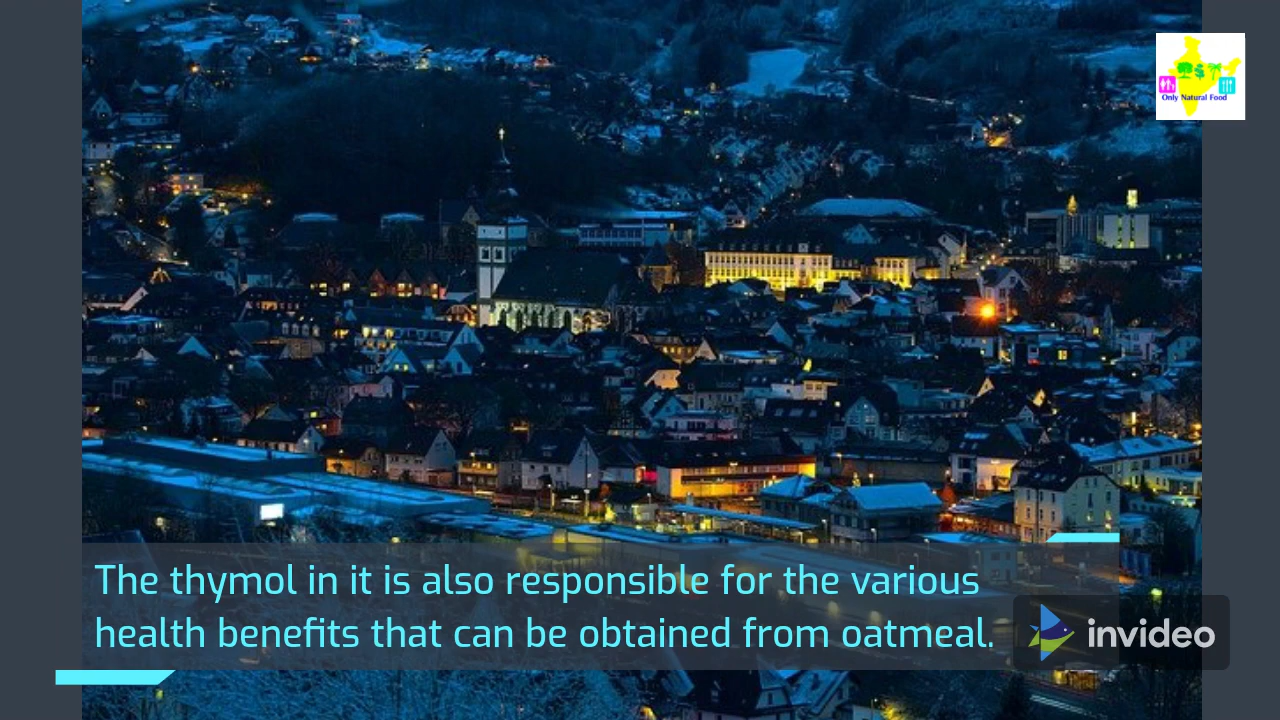 Only Natural Food
The thymol in it is also responsible for the various
health benefits that can be obtained from oatmeal.
invideo